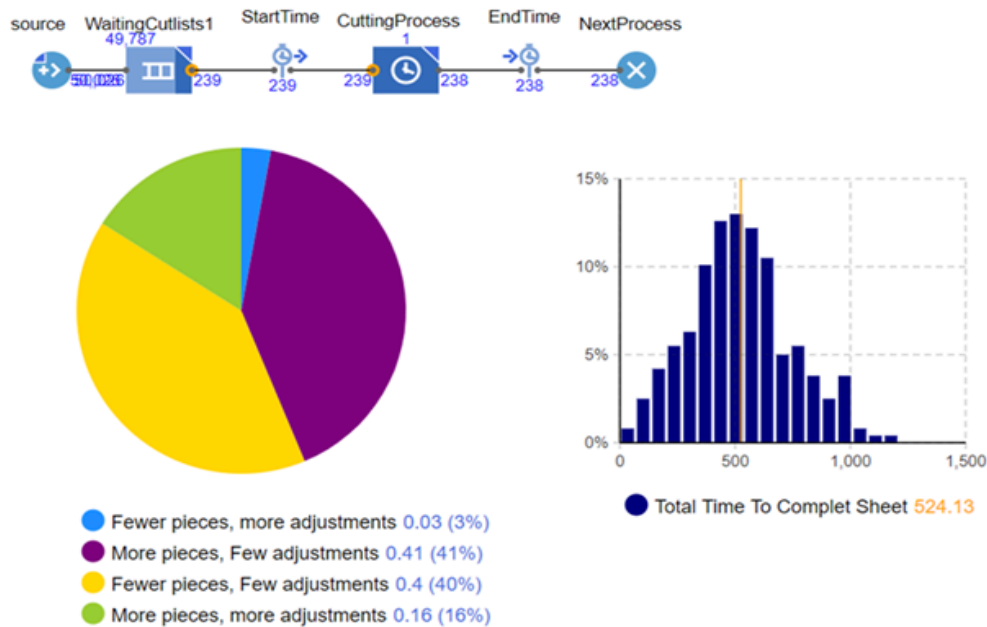 source WaitingCutlists1 StartTime CuttingProcess EndTime NextProcess
49,787 1
50,026 239 239 239 238 238 238
15%
10%
5%
0%
0 500 1,000 1,500
Total Time To Complet Sheet 524.13
Fewer pieces, more adjustments 0.03 (3%)
More pieces, Few adjustments 0.41 (41%)
Fewer pieces, Few adjustments 0.4 (40%)
More pieces, more adjustments 0.16 (16%)